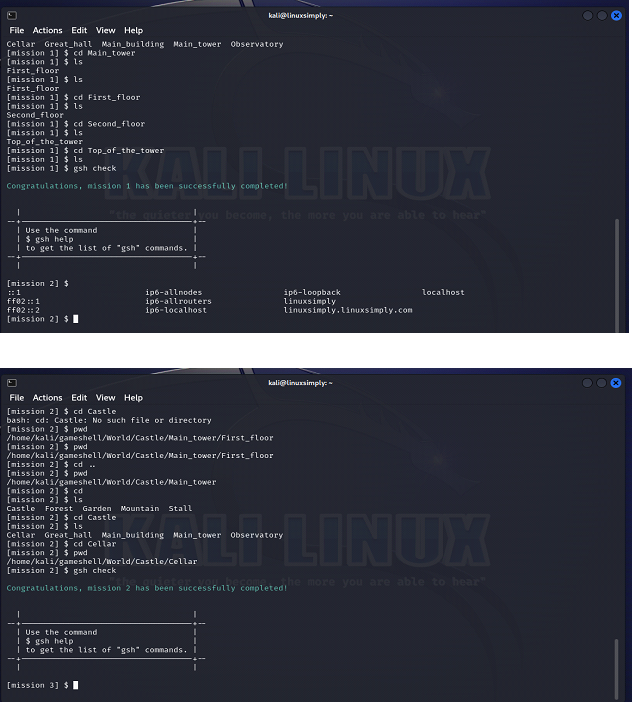 kali@linuxsimply: ~
File Actions Edit View Help
Cellar Great_hall Main_building Main_tower Observatory
[mission 1] $ cd Main_tower
[mission 1] $ ls
First_floor
[mission 1] $ ls
First_floor
[mission 1] $ cd First_floor
[mission 1] $ ls
Second_floor
[mission 1] $ cd Second_floor
[mission 1] $ ls
Top_of_the_tower
[mission 1] $ cd Top_of_the_tower
[mission 1] $ ls
[mission 1] $ gsh check
KALI LINUX
Congratulations, mission 1 has been successfully completed!
"the quieter you become, the more you are able to hear"
Use the command
$ gsh help
to get the list of "gsh" commands.
[mission 2] $
::1 ip6-allnodes ip6-loopback localhost
ff02::1 ip6-allrouters linuxsimply
ff02::2 ip6-localhost linuxsimply.linuxsimply.com
[mission 2] $
kali@linuxsimply: ~
File Actions Edit View Help
[mission 2] $ cd Castle
bash: cd: Castle: No such file or directory
[mission 2] $ pwd
/home/kali/gameshell/World/Castle/Main_tower/First_floor
[mission 2] $ pwd
/home/kali/gameshell/World/Castle/Main_tower/First_floor
[mission 2] $ cd ..
[mission 2] $ pwd
/home/kali/gameshell/World/Castle/Main_tower
[mission 2] $ cd
[mission 2] $ ls
Castle Forest Garden Mountain Stall
[mission 2] $ cd Castle
[mission 2] $ ls
Cellar Great_hall Main_building Main_tower Observatory
[mission 2] $ cd Cellar
[mission 2] $ pwd
/home/kali/gameshell/World/Castle/Cellar
[mission 2] $ gsh check
KALI LINUX
"the quieter you become, the more you are able to hear"
Congratulations, mission 2 has been successfully completed!
Use the command
$ gsh help
to get the list of "gsh" commands.
[mission 3] $